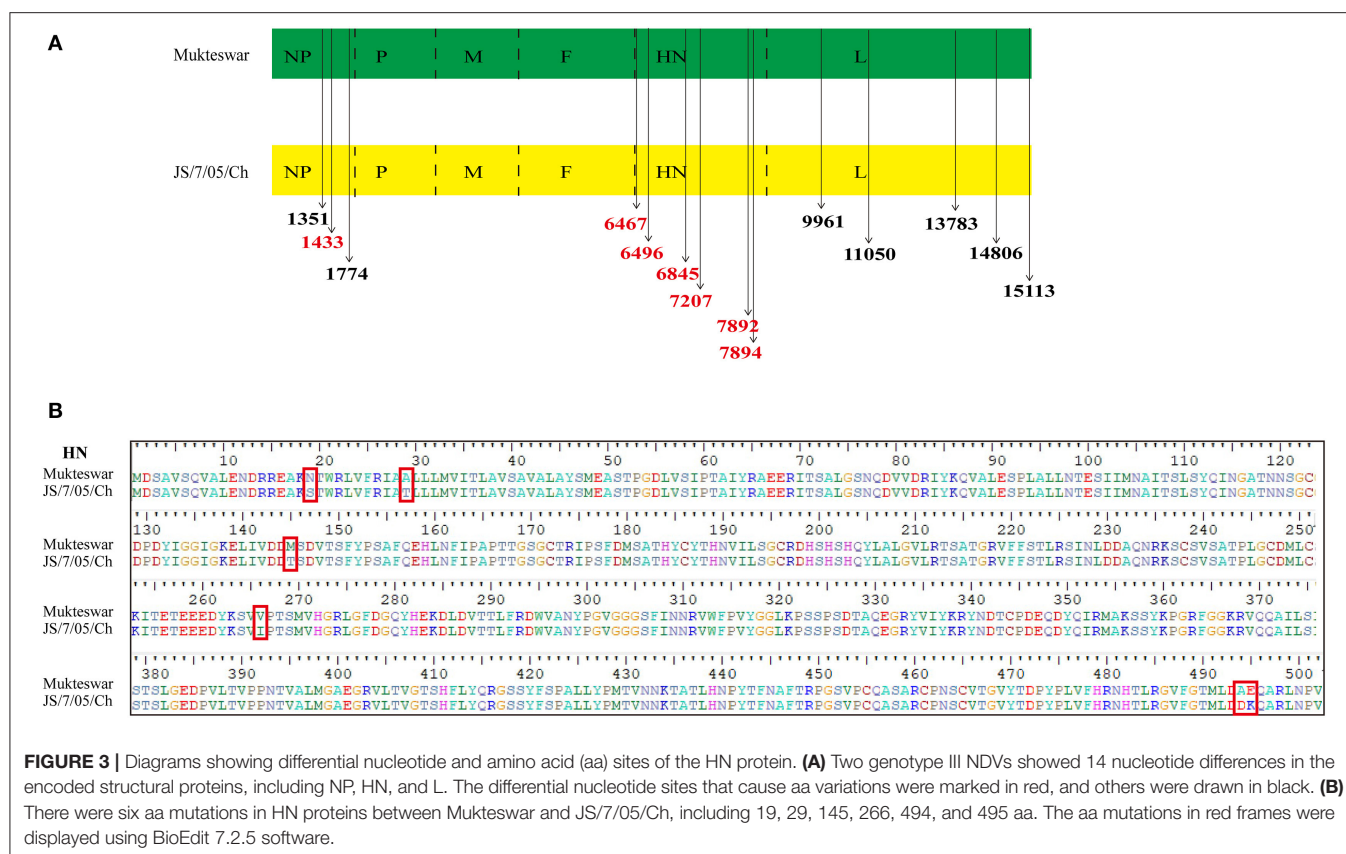 A
Mukteswar
NP P M F HN L
JS/7/05/Ch
NP P M F HN L
1351
1433
1774
6467
6496
6845
7207
7892
7894
9961
11050
13783
14806
15113
B
HN
10 20 30 40 50 60 70 80 90 100 110 120
Mukteswar MDSAVSQVALENDRREAKNTWRLVFRIAALLLMVITLAVSAVALAYSMEASTPGDLVSIPTAIYRAEERITSALGSNQDVVDRIYKQVALESPLALLNTESIIMNAITSLSYQINGATNNSGC
JS/7/05/Ch MDSAVSQVALENDRREAKSTWRLVFRIATLLLMVITLAVSAVALAYSMEASTPGDLVSIPTAIYRAEERITSALGSNQDVVDRIYKQVALESPLALLNTESIIMNAITSLSYQINGATNNSGC
130 140 150 160 170 180 190 200 210 220 230 240 250
Mukteswar DPDYIGGIGKELIVDDMSDVTSFYPSAFQEHLNFIPAPTTGSGCTRIPSFDMSATHYCYTHNVILSGCRDHSHSHQYLALGVLRTSATGRVFFSTLRSINLDDAQNRKSCSVSATPLGCDMLC
JS/7/05/Ch DPDYIGGIGKELIVDDTSDVTSFYPSAFQEHLNFIPAPTTGSGCTRIPSFDMSATHYCYTHNVILSGCRDHSHSHQYLALGVLRTSATGRVFFSTLRSINLDDAQNRKSCSVSATPLGCDMLC
260 270 280 290 300 310 320 330 340 350 360 370
Mukteswar KITETEEEDYKSVVPTSMVHGRLGFDGQYHEKDLDVTTLFRDWVANYPGVGGGSFINNRVWFPVYGGLKPSSPSDTAQEGRYVIYKRYNDTCPDEQDYQIRMAKSSYKPGRFGGKRVQQAILS
JS/7/05/Ch KITETEEEDYKSVIPTSMVHGRLGFDGQYHEKDLDVTTLFRDWVANYPGVGGGSFINNRVWFPVYGGLKPSSPSDTAQEGRYVIYKRYNDTCPDEQDYQIRMAKSSYKPGRFGGKRVQQAILS
380 390 400 410 420 430 440 450 460 470 480 490 500
Mukteswar STSLGEDPVLTVPPNTVALMGAEGRVLTVGTSHFLYQRGSSYFSPALLYPMTVNNKTATLHNPYTFNAFTRPGSVPCQASARCPNSCVTGVYTDPYPLVFHRNHTLRGVFGTMLDAEQARLNPV
JS/7/05/Ch STSLGEDPVLTVPPNTVALMGAEGRVLTVGTSHFLYQRGSSYFSPALLYPMTVNNKTATLHNPYTFNAFTRPGSVPCQASARCPNSCVTGVYTDPYPLVFHRNHTLRGVFGTMLDDKQARLNPV
FIGURE 3 | Diagrams showing differential nucleotide and amino acid (aa) sites of the HN protein. (A) Two genotype III NDVs showed 14 nucleotide differences in the
encoded structural proteins, including NP, HN, and L. The differential nucleotide sites that cause aa variations were marked in red, and others were drawn in black. (B)
There were six aa mutations in HN proteins between Mukteswar and JS/7/05/Ch, including 19, 29, 145, 266, 494, and 495 aa. The aa mutations in red frames were
displayed using BioEdit 7.2.5 software.